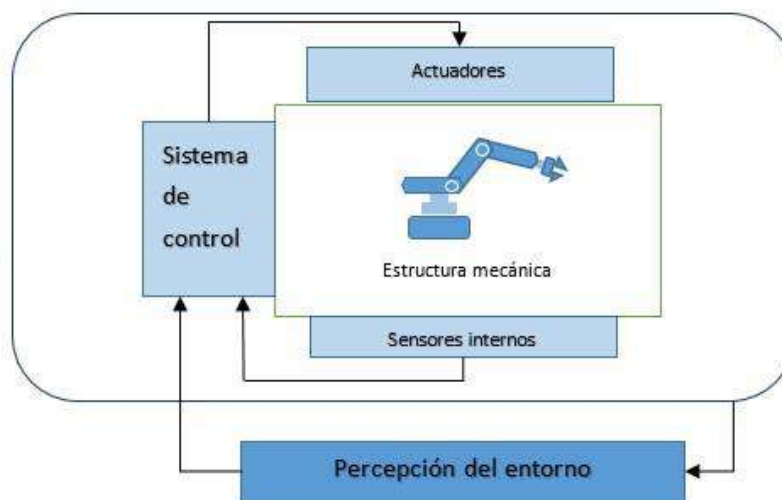 Actuadores
Sistema
de
control
Estructura mecánica
Sensores internos
Percepción del entorno